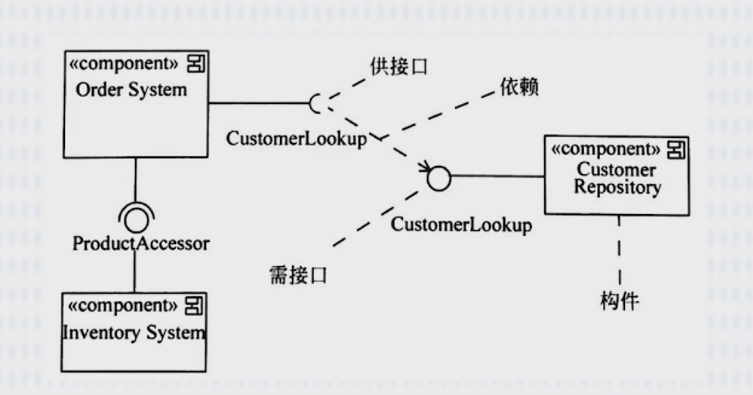 «component»
Order System
供接口
依赖
CustomerLookup
«component»
Customer
Repository
CustomerLookup
ProductAccessor
需接口
构件
«component»
Inventory System